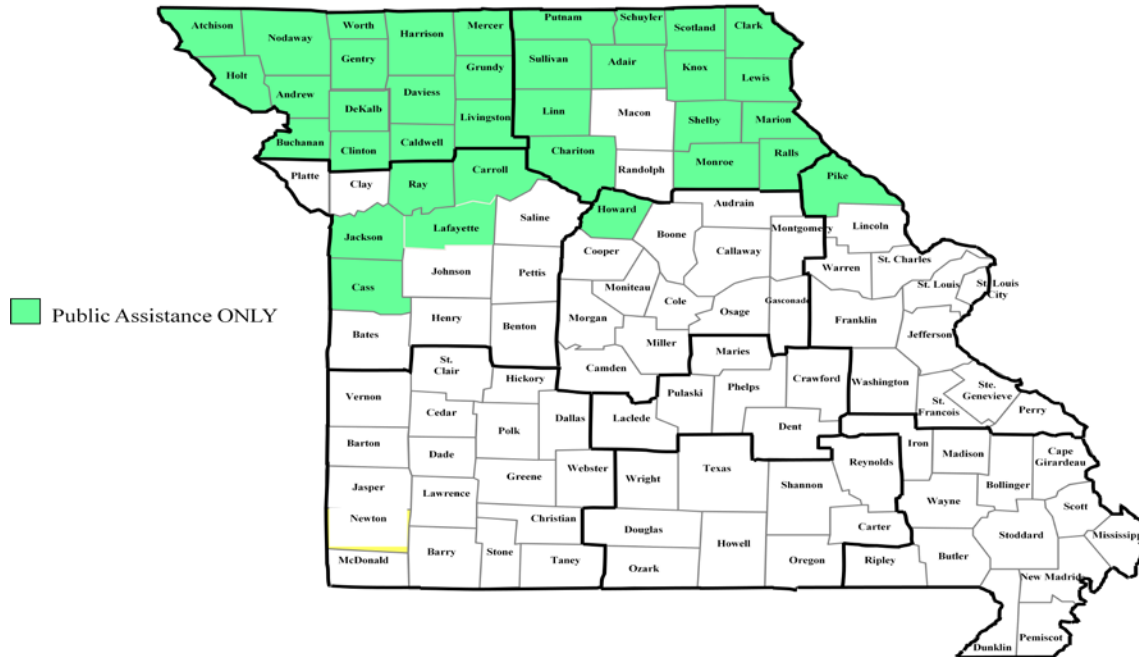 Atchison
Nodaway
Worth
Harrison
Mercer
Putnam
Schuyler
Scotland
Clark
Gentry
Sullivan
Adair
Knox
Holt
Grundy
Lewis
Andrew
Daviess
DeKalb
Livingston
Linn
Macon
Shelby
Marion
Buchanan
Clinton
Caldwell
Chariton
Monroe
Ralls
Platte
Clay
Ray
Carroll
Randolph
Pike
Howard
Audrain
Saline
Lafayette
Jackson
Boone
Montgomery
Lincoln
Cooper
Callaway
Johnson
Pettis
Warren
St. Charles
Cass
Moniteau
Cole
Gasconade
St. Louis
St. Louis
City
Public Assistance ONLY
Henry
Benton
Morgan
Osage
Franklin
Bates
Miller
Jefferson
St.
Clair
Camden
Maries
Hickory
Vernon
Pulaski
Phelps
Crawford
Washington
Ste.
Genevieve
St.
Francois
Perry
Cedar
Polk
Dallas
Laclede
Dent
Barton
Dade
Iron
Madison
Cape
Girardeau
Greene
Webster
Wright
Texas
Reynolds
Shannon
Bollinger
Jasper
Lawrence
Wayne
Scott
Newton
Christian
Douglas
Carter
Stoddard
Mississippi
McDonald
Barry
Stone
Taney
Ozark
Howell
Oregon
Ripley
Butler
New Madrid
Dunklin
Pemiscot